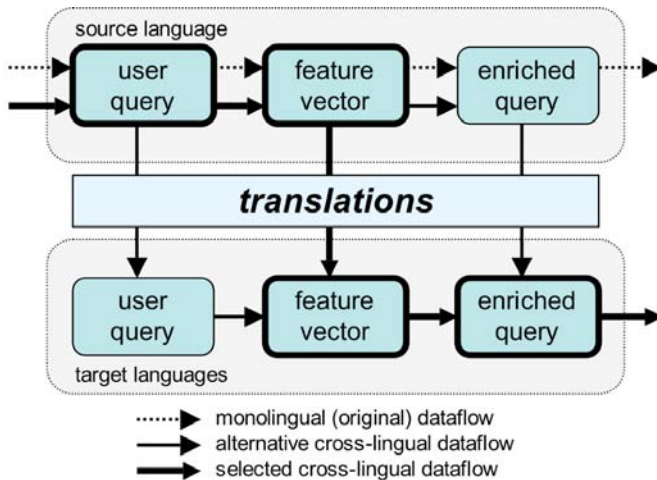 source language
user
query
feature
vector
enriched
query
translations
user
query
feature
vector
enriched
query
target languages
monolingual (original) dataflow
alternative cross-lingual dataflow
selected cross-lingual dataflow